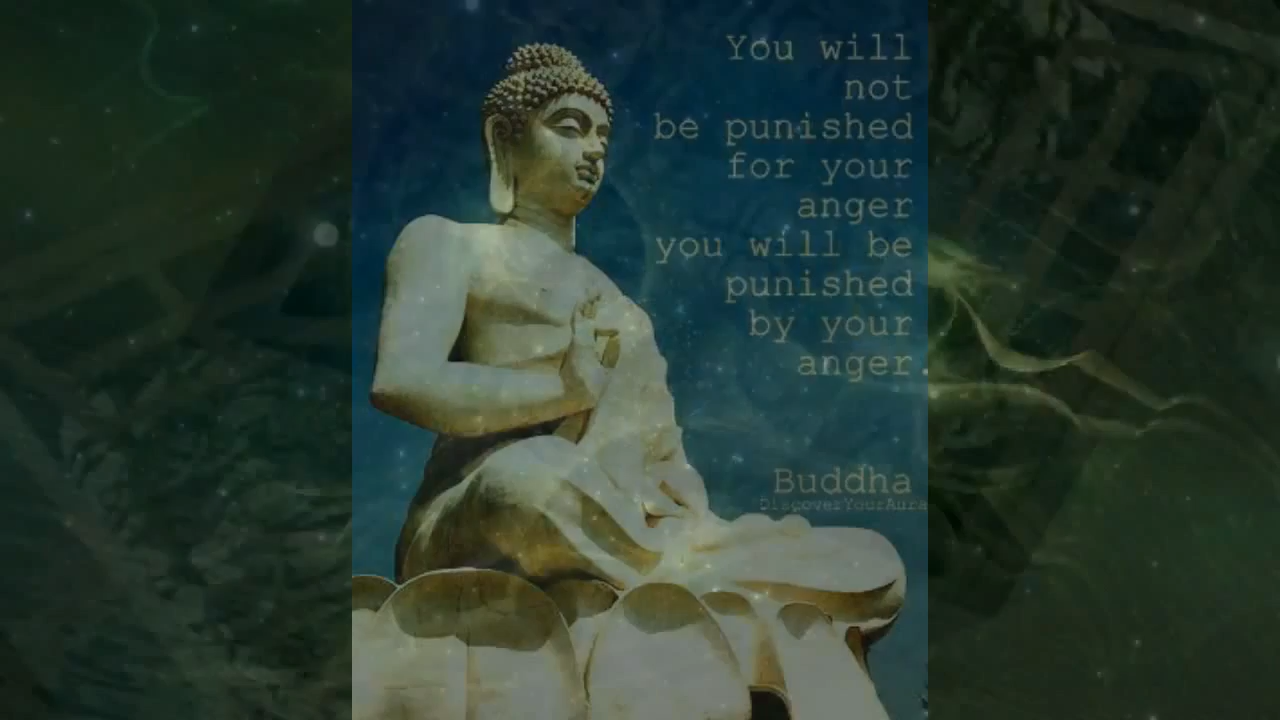 You will
not
be punished
for your
anger
you will be
punished
by your
anger.
Buddha
DiscoverYourAura